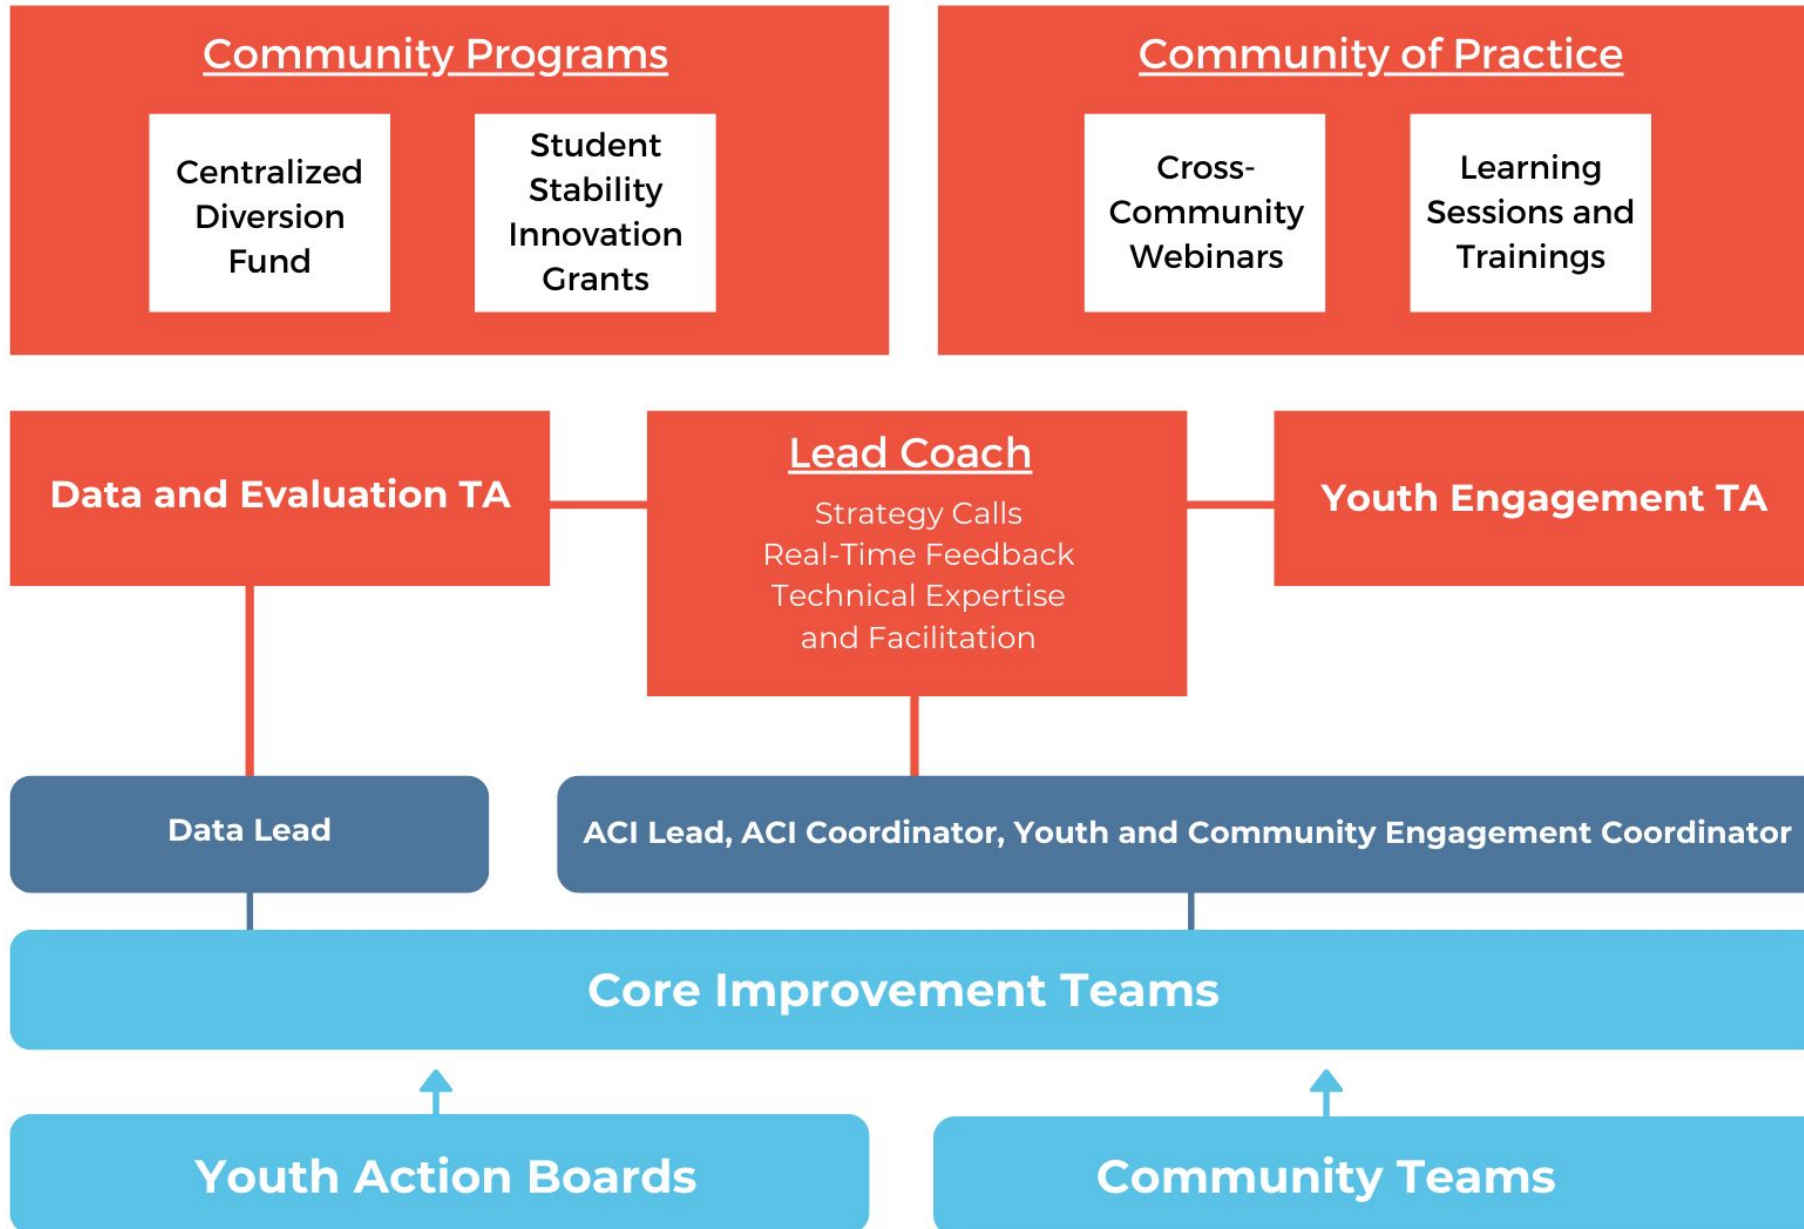 Community Programs
Centralized
Diversion
Fund
Student
Stability
Innovation
Grants
Community of Practice
Cross-
Community
Webinars
Learning
Sessions and
Trainings
Data and Evaluation TA
Lead Coach
Strategy Calls
Real-Time Feedback
Technical Expertise
and Facilitation
Youth Engagement TA
Data Lead
ACI Lead, ACI Coordinator, Youth and Community Engagement Coordinator
Core Improvement Teams
Youth Action Boards
Community Teams